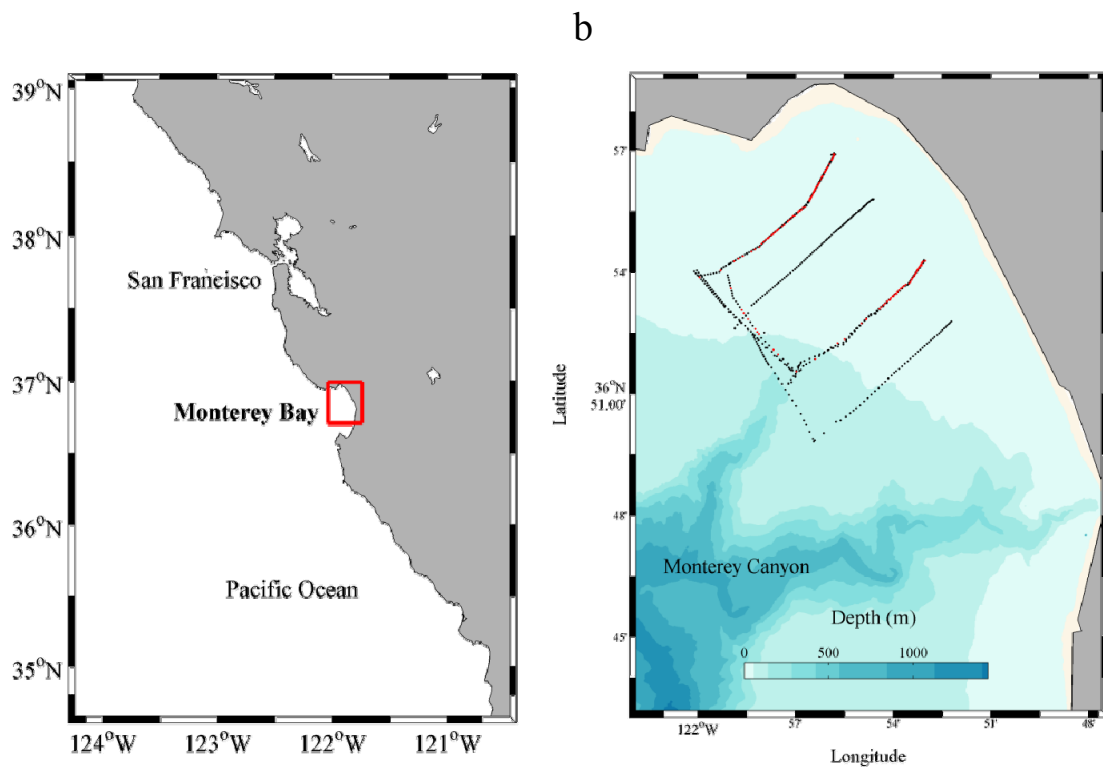 b
39°N
38°N
San Francisco
37°N
Monterey Bay
36°N
Pacific Ocean
35°N
124°W 123°W 122°W 121°W
57'
54'
36°N
51.00'
48'
45'
Latitude
Monterey Canyon
Depth (m)
0 500 1000
122°W 57' 54' 51' 48'
Longitude